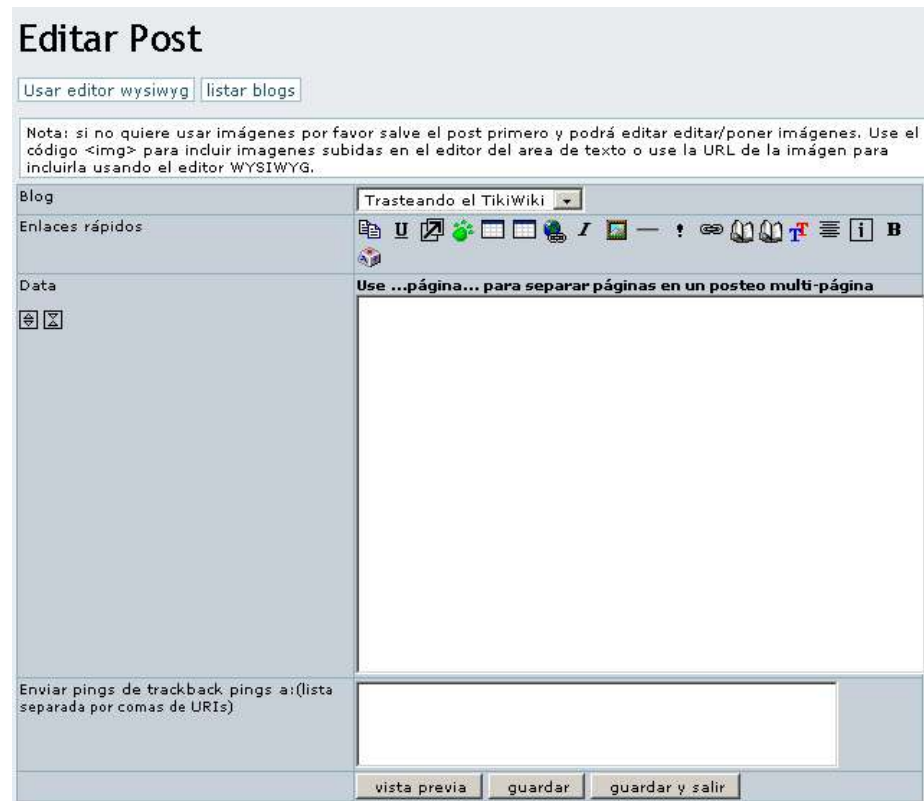 Editar Post
Usar editor wysiwyg listar blogs
Nota: si no quiere usar imágenes por favor salve el post primero y podrá editar editar/poner imágenes. Use el
código <img> para incluir imagenes subidas en el editor del area de texto o use la URL de la imágen para
incluirla usando el editor WYSIWYG.
Blog Trasteando el TikiWiki
Enlaces rápidos
Data Use ...página... para separar páginas en un posteo multi-página
Enviar pings de trackback pings a:(lista
separada por comas de URIs)
vista previa guardar guardar y salir